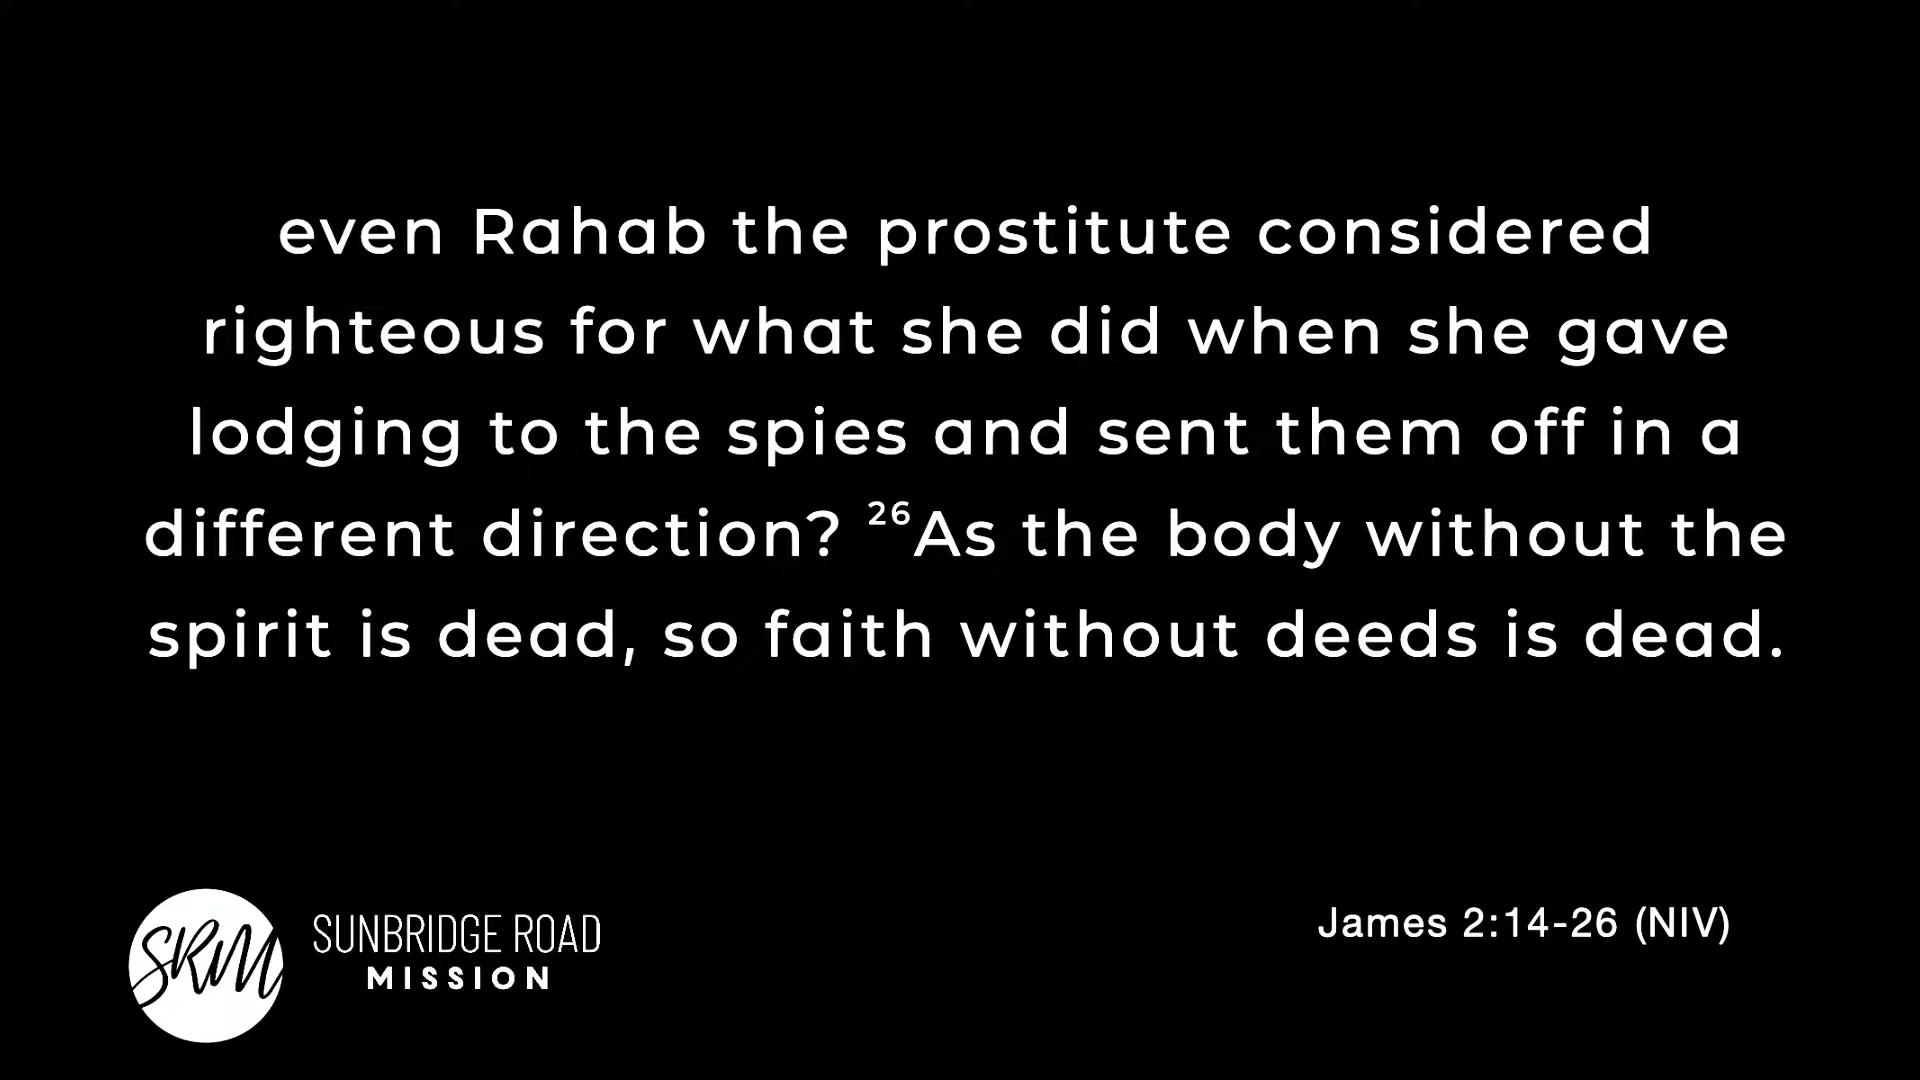 even Rahab the prostitute considered
righteous for what she did when she gave
lodging to the spies and sent them off in a
different direction? ²⁶As the body without the
spirit is dead, so faith without deeds is dead.
SRM
SUNBRIDGE ROAD
MISSION
James 2:14-26 (NIV)